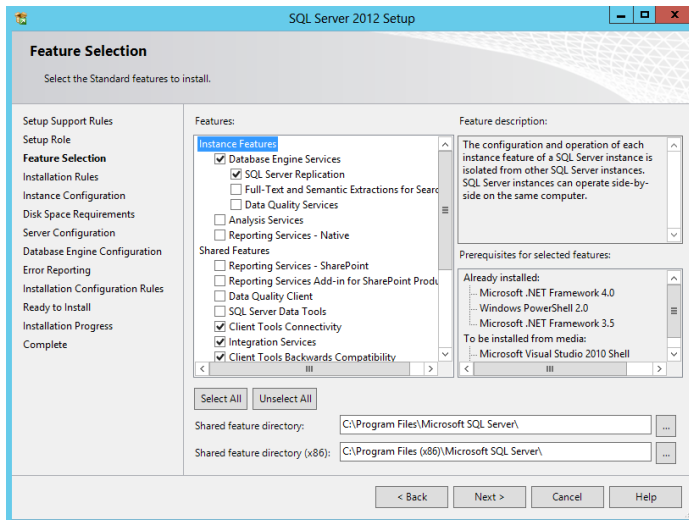 SQL Server 2012 Setup
Feature Selection
Select the Standard features to install.
Setup Support Rules
Setup Role
Feature Selection
Installation Rules
Instance Configuration
Disk Space Requirements
Server Configuration
Database Engine Configuration
Error Reporting
Installation Configuration Rules
Ready to Install
Installation Progress
Complete
Features:
Instance Features
Database Engine Services
SQL Server Replication
Full-Text and Semantic Extractions for Searc
Data Quality Services
Analysis Services
Reporting Services - Native
Shared Features
Reporting Services - SharePoint
Reporting Services Add-in for SharePoint Produ
Data Quality Client
SQL Server Data Tools
Client Tools Connectivity
Integration Services
Client Tools Backwards Compatibility
Feature description:
The configuration and operation of each
instance feature of a SQL Server instance is
isolated from other SQL Server instances.
SQL Server instances can operate side-by-
side on the same computer.
Prerequisites for selected features:
Already installed:
Microsoft .NET Framework 4.0
Windows PowerShell 2.0
Microsoft .NET Framework 3.5
To be installed from media:
Microsoft Visual Studio 2010 Shell
Select All
Unselect All
Shared feature directory:
C:\Program Files\Microsoft SQL Server\
...
Shared feature directory (x86):
C:\Program Files (x86)\Microsoft SQL Server\
...
< Back
Next >
Cancel
Help